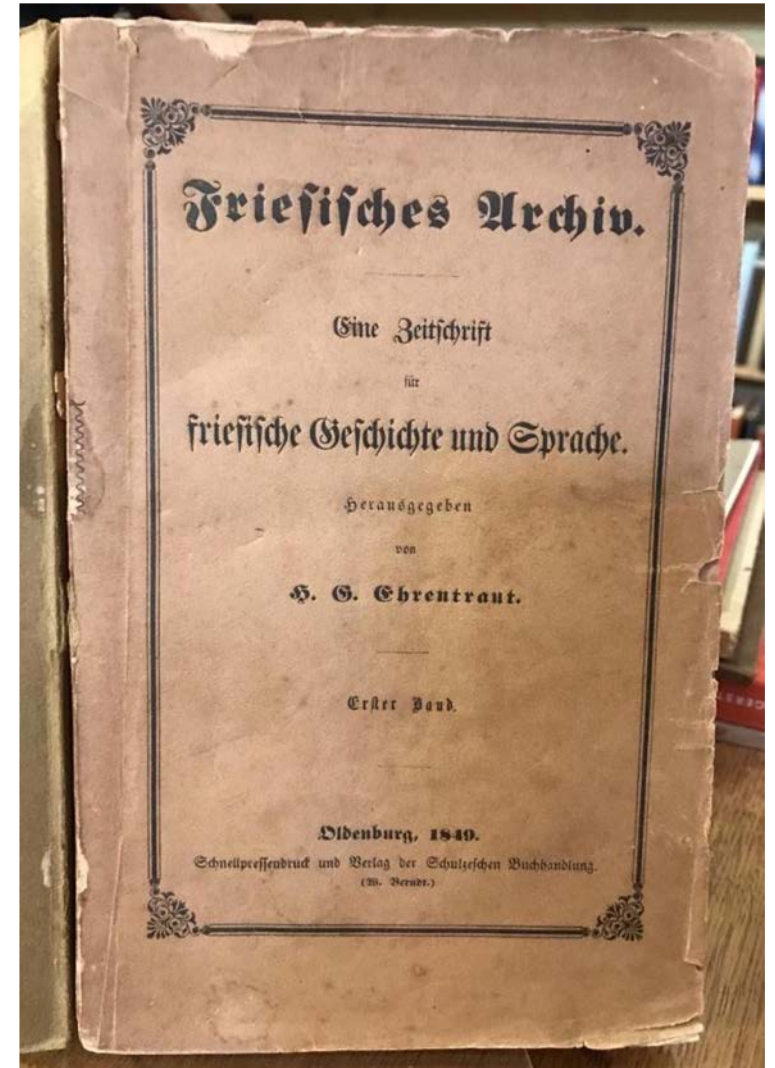 Friesisches Archiv.
Eine Zeitschrift
für
friesische Geschichte und Sprache.
Herausgegeben
von
H. G. Ehrentraut.
Erster Band.
Oldenburg, 1849.
Schnellpressendruck und Verlag der Schulzeschen Buchhandlung.
(W. Berndt.)